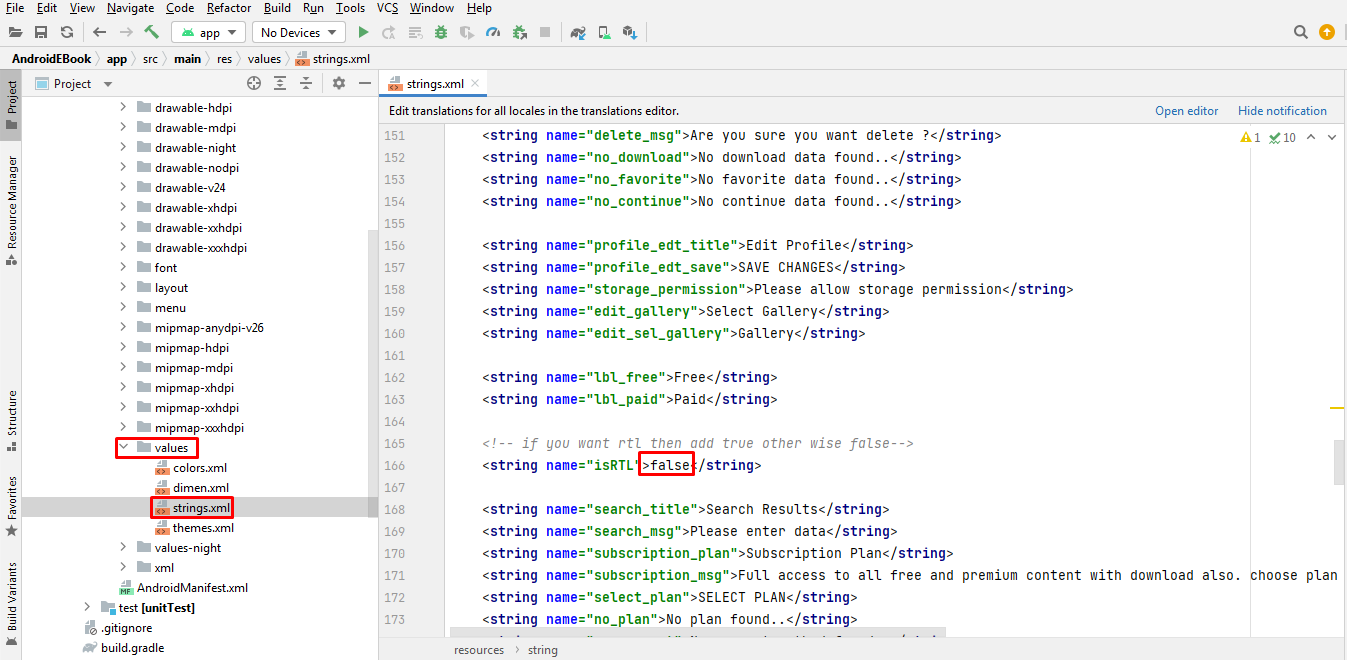 File Edit View Navigate Code Refactor Build Run Tools VCS Window Help
app No Devices
AndroidEBook app src main res values strings.xml
Project
Project
Resource Manager
Structure
Favorites
Build Variants
drawable-hdpi
drawable-mdpi
drawable-night
drawable-nodpi
drawable-v24
drawable-xhdpi
drawable-xxhdpi
drawable-xxxhdpi
font
layout
menu
mipmap-anydpi-v26
mipmap-hdpi
mipmap-mdpi
mipmap-xhdpi
mipmap-xxhdpi
mipmap-xxxhdpi
values
colors.xml
dimen.xml
strings.xml
themes.xml
values-night
xml
MF AndroidManifest.xml
test [unitTest]
.gitignore
build.gradle
strings.xml
Edit translations for all locales in the translations editor. Open editor Hide notification
1 10
151 <string name="delete_msg">Are you sure you want delete ?</string>
152 <string name="no_download">No download data found..</string>
153 <string name="no_favorite">No favorite data found..</string>
154 <string name="no_continue">No continue data found..</string>
155
156 <string name="profile_edt_title">Edit Profile</string>
157 <string name="profile_edt_save">SAVE CHANGES</string>
158 <string name="storage_permission">Please allow storage permission</string>
159 <string name="edit_gallery">Select Gallery</string>
160 <string name="edit_sel_gallery">Gallery</string>
161
162 <string name="lbl_free">Free</string>
163 <string name="lbl_paid">Paid</string>
164
165 <!-- if you want rtl then add true other wise false-->
166 <string name="isRTL">false</string>
167
168 <string name="search_title">Search Results</string>
169 <string name="search_msg">Please enter data</string>
170 <string name="subscription_plan">Subscription Plan</string>
171 <string name="subscription_msg">Full access to all free and premium content with download also. choose plan
172 <string name="select_plan">SELECT PLAN</string>
173 <string name="no_plan">No plan found..</string>
resources string